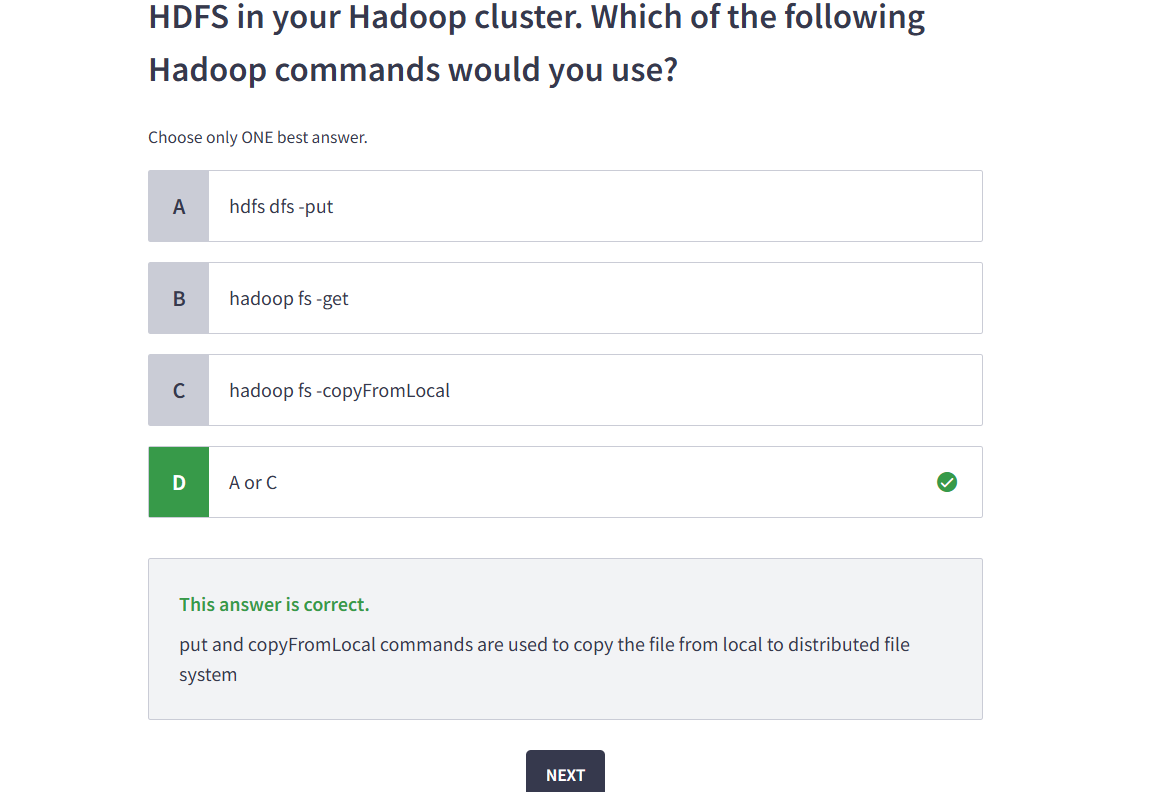 HDFS in your Hadoop cluster. Which of the following
Hadoop commands would you use?
Choose only ONE best answer.
A hdfs dfs -put
B hadoop fs -get
C hadoop fs -copyFromLocal
D A or C
This answer is correct.
put and copyFromLocal commands are used to copy the file from local to distributed file
system
NEXT